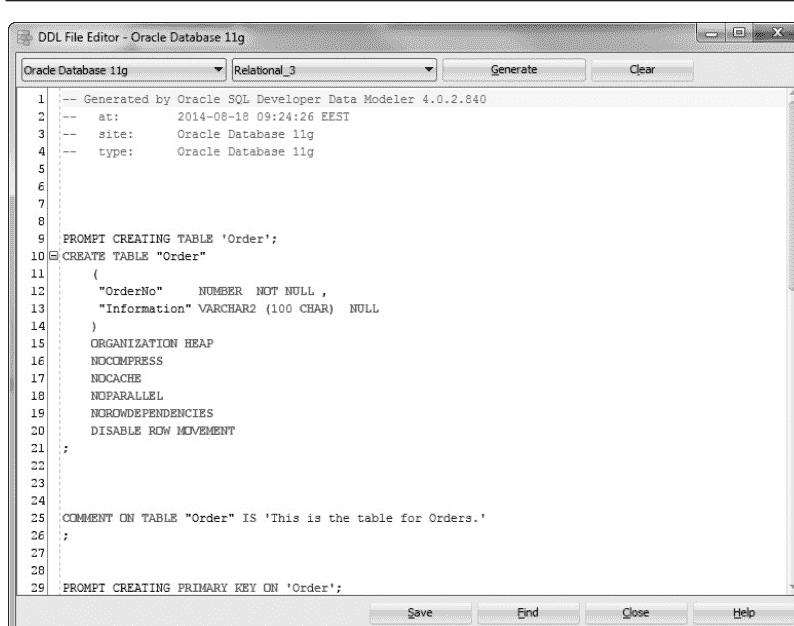 DDL File Editor - Oracle Database 11g
Oracle Database 11g Relational_3 Generate Clear
1 -- Generated by Oracle SQL Developer Data Modeler 4.0.2.840
2 -- at: 2014-08-18 09:24:26 EEST
3 -- site: Oracle Database 11g
4 -- type: Oracle Database 11g
5
6
7
8
9 PROMPT CREATING TABLE 'Order';
10 CREATE TABLE "Order"
11 (
12 "OrderNo" NUMBER NOT NULL ,
13 "Information" VARCHAR2 (100 CHAR) NULL
14 )
15 ORGANIZATION HEAP
16 NOCOMPRESS
17 NOCACHE
18 NOPARALLEL
19 NOROWDEPENDENCIES
20 DISABLE ROW MOVEMENT
21 ;
22
23
24
25 COMMENT ON TABLE "Order" IS 'This is the table for Orders.'
26 ;
27
28
29 PROMPT CREATING PRIMARY KEY ON 'Order';
Save Find Close Help